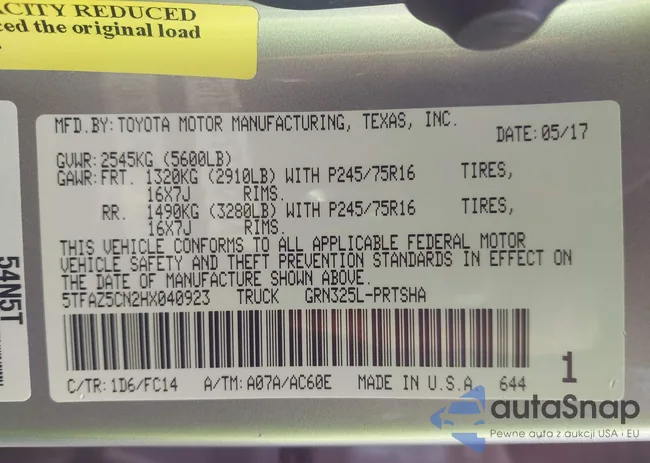 CITY REDUCED
ced the original load
MFD.BY: TOYOTA MOTOR MANUFACTURING, TEXAS, INC.
DATE: 05/17
GVWR: 2545KG (5600LB)
GAWR: FRT. 1320KG (2910LB) WITH P245/75R16 TIRES,
16X7J RIMS.
RR. 1490KG (3280LB) WITH P245/75R16 TIRES,
16X7J RIMS.
THIS VEHICLE CONFORMS TO ALL APPLICABLE FEDERAL MOTOR
VEHICLE SAFETY AND THEFT PREVENTION STANDARDS IN EFFECT ON
THE DATE OF MANUFACTURE SHOWN ABOVE.
5TFAZ5CN2HX040923 TRUCK GRN325L-PRTSHA
C/TR: 1D6/FC14 A/TM: A07A/AC60E MADE IN U.S.A. 644 1
54N5T
autaSnap
Pewne auta z aukcji USA i EU